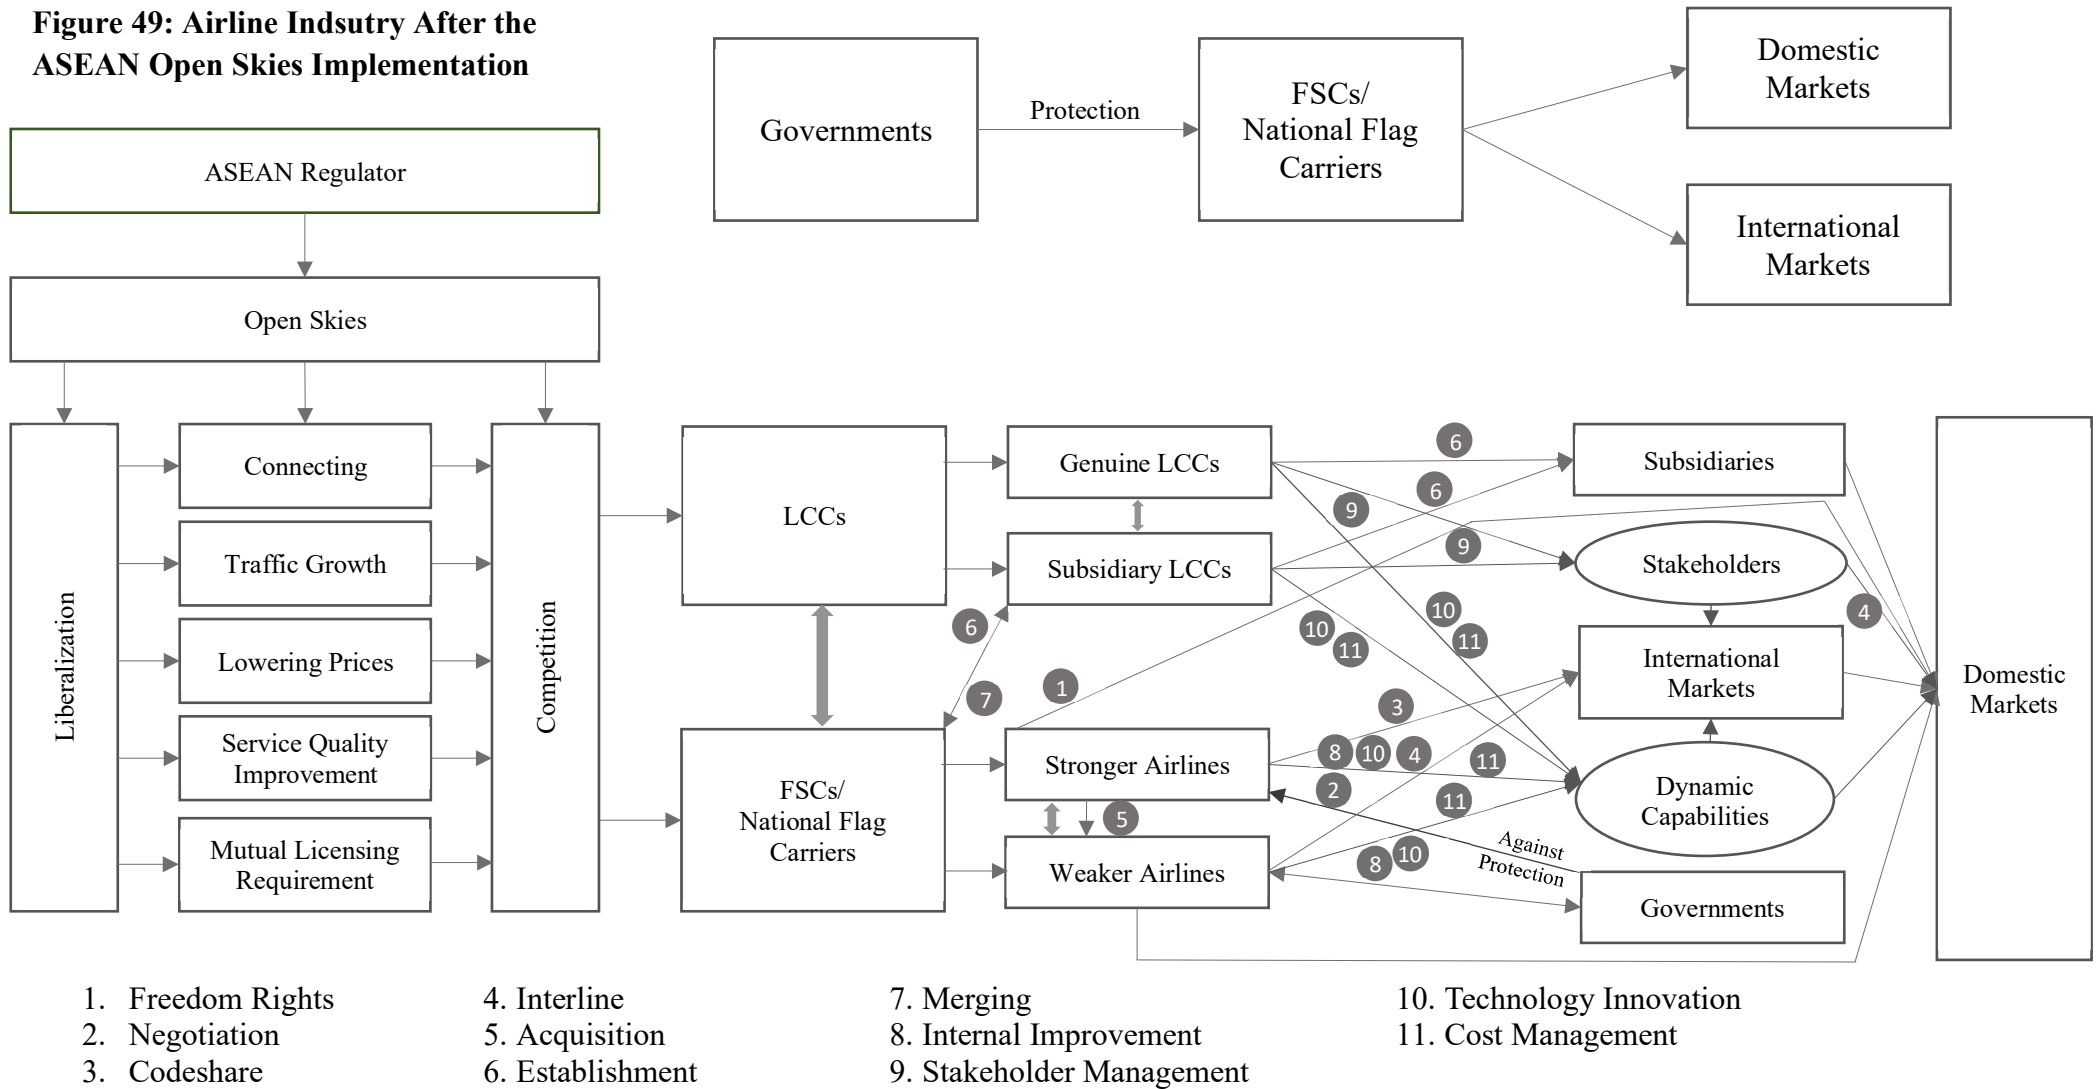 Figure 49: Airline Indsutry After the
ASEAN Open Skies Implementation
Governments
Protection
FSCs/
National Flag
Carriers
Domestic
Markets
International
Markets
ASEAN Regulator
Open Skies
Liberalization
Connecting
Traffic Growth
Lowering Prices
Service Quality
Improvement
Mutual Licensing
Requirement
Competition
LCCs
FSCs/
National Flag
Carriers
Genuine LCCs
Subsidiary LCCs
Stronger Airlines
Weaker Airlines
6
6
9
9
6
7
1
10
11
10
11
3
8
10
4
11
2
11
5
8
10
4
Against
Protection
Subsidiaries
Stakeholders
International
Markets
Dynamic
Capabilities
Governments
Domestic
Markets
1. Freedom Rights
2. Negotiation
3. Codeshare
4. Interline
5. Acquisition
6. Establishment
7. Merging
8. Internal Improvement
9. Stakeholder Management
10. Technology Innovation
11. Cost Management